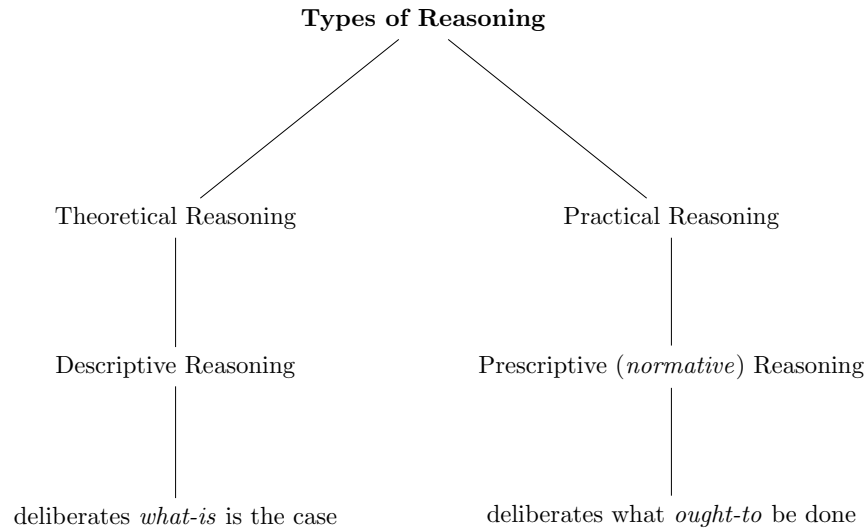 Types of Reasoning
Theoretical Reasoning
Practical Reasoning
Descriptive Reasoning
Prescriptive (normative) Reasoning
deliberates what-is is the case
deliberates what ought-to be done